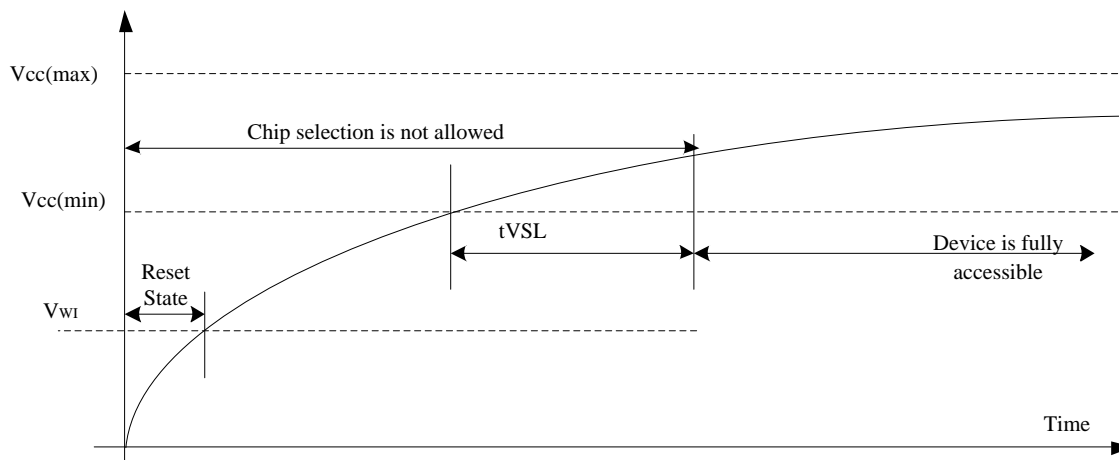 Vcc(max)
Chip selection is not allowed
Vcc(min)
tVSL
Device is fully
accessible
Reset
State
VWI
Time